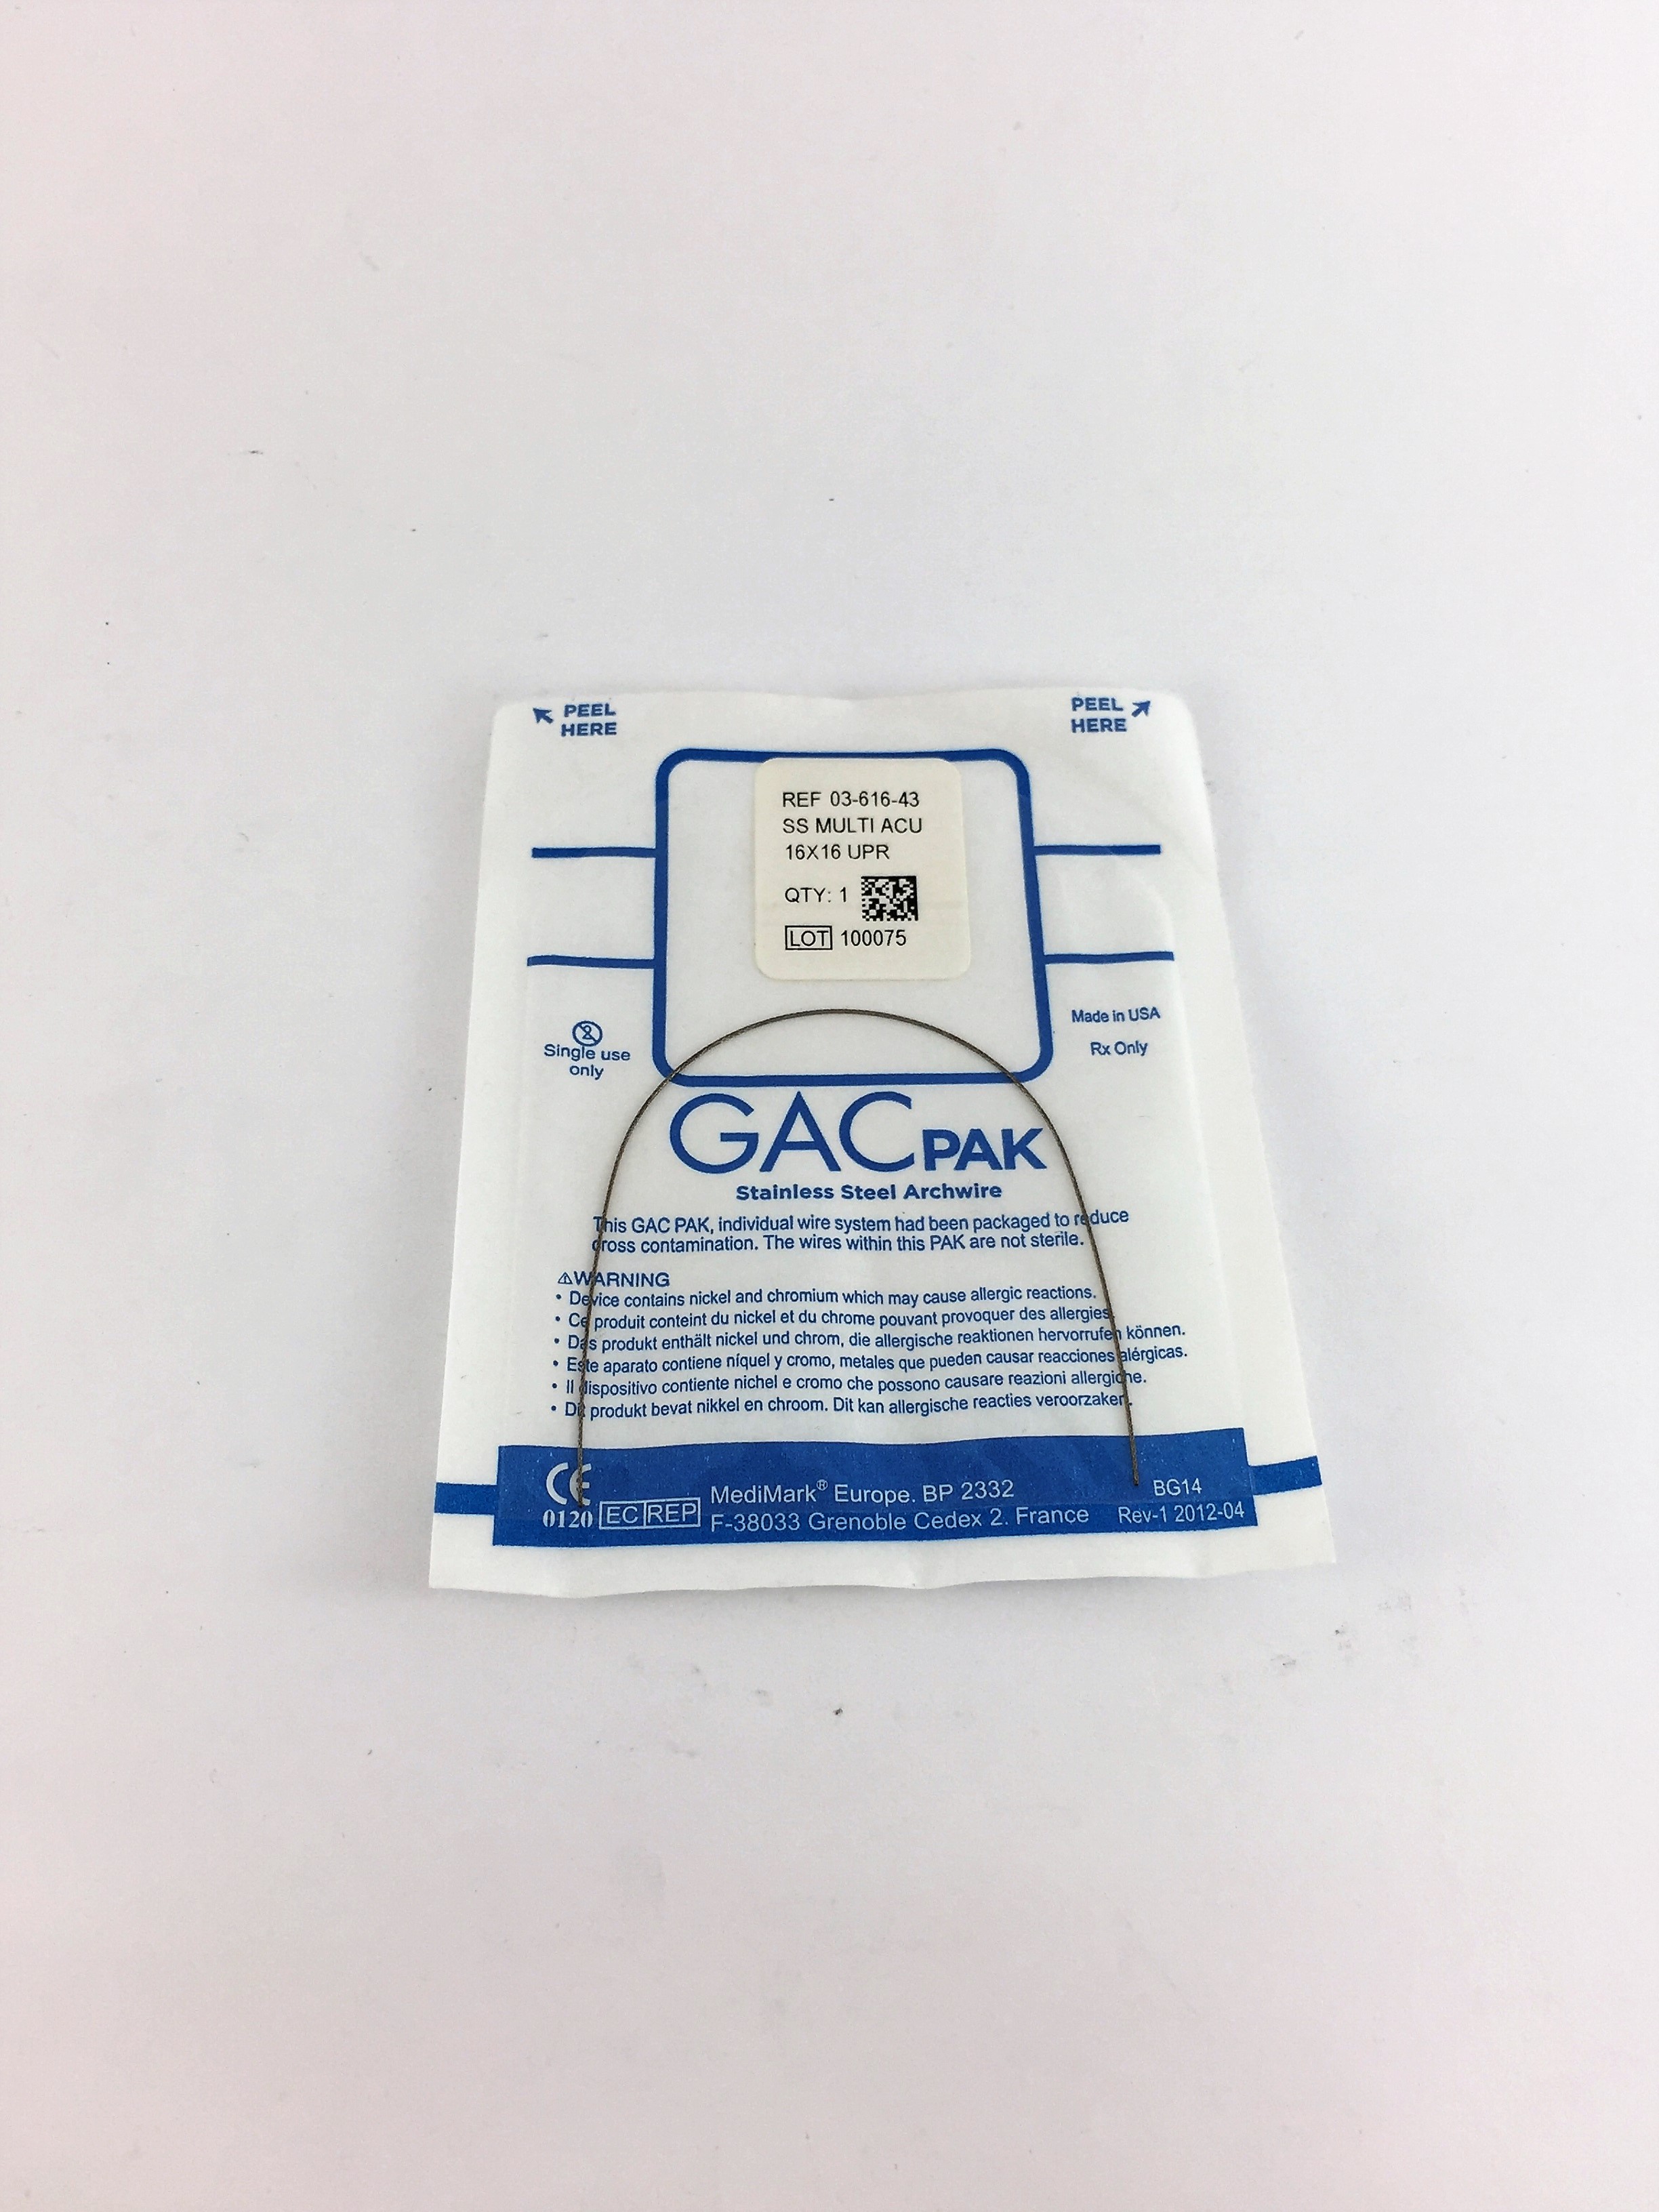 PEEL
HERE
PEEL
HERE
REF 03-616-43
SS MULTI ACU
16X16 UPR
QTY: 1
LOT 100075
Single use
only
Made in USA
Rx Only
GAC PAK
Stainless Steel Archwire
This GAC PAK, individual wire system had been packaged to reduce
cross contamination. The wires within this PAK are not sterile.
⚠WARNING
• Device contains nickel and chromium which may cause allergic reactions.
• Ce produit conteint du nickel et du chrome pouvant provoquer des allergies.
• Das produkt enthält nickel und chrom, die allergische reaktionen hervorrufen können.
• Este aparato contiene níquel y cromo, metales que pueden causar reacciones alérgicas.
• Il dispositivo contiente nichel e cromo che possono causare reazioni allergiche.
• Dit produkt bevat nikkel en chroom. Dit kan allergische reacties veroorzaken.
CE
0120 EC REP
MediMark® Europe. BP 2332
F-38033 Grenoble Cedex 2. France
BG14
Rev-1 2012-04